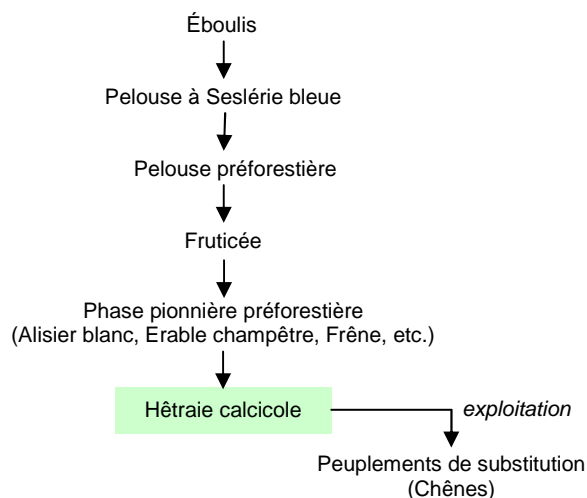 Éboulis
Pelouse à Seslérie bleue
Pelouse préforestière
Fruticée
Phase pionnière préforestière
(Alisier blanc, Erable champêtre, Frêne, etc.)
Hêtraie calcicole
exploitation
Peuplements de substitution
(Chênes)